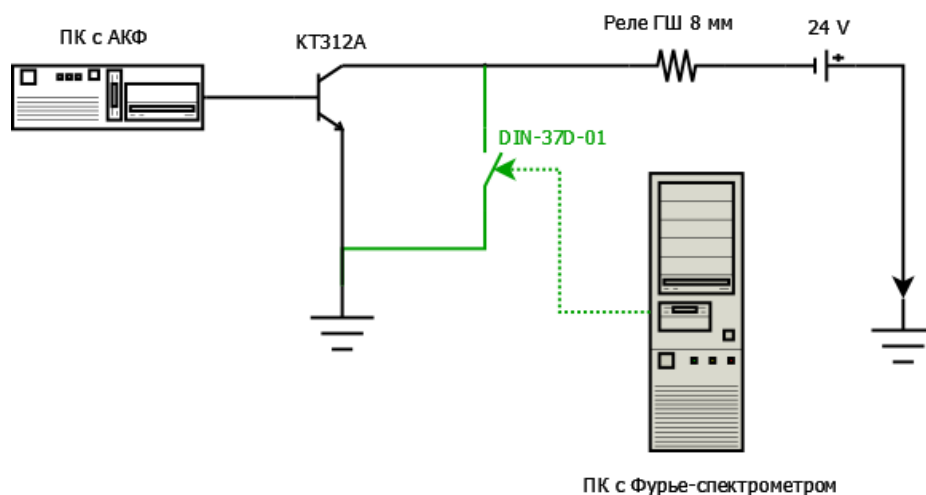 Реле ГШ 8 мм
24 V
ПК с АКФ
КТ312А
DIN-37D-01
ПК с Фурье-спектрометром